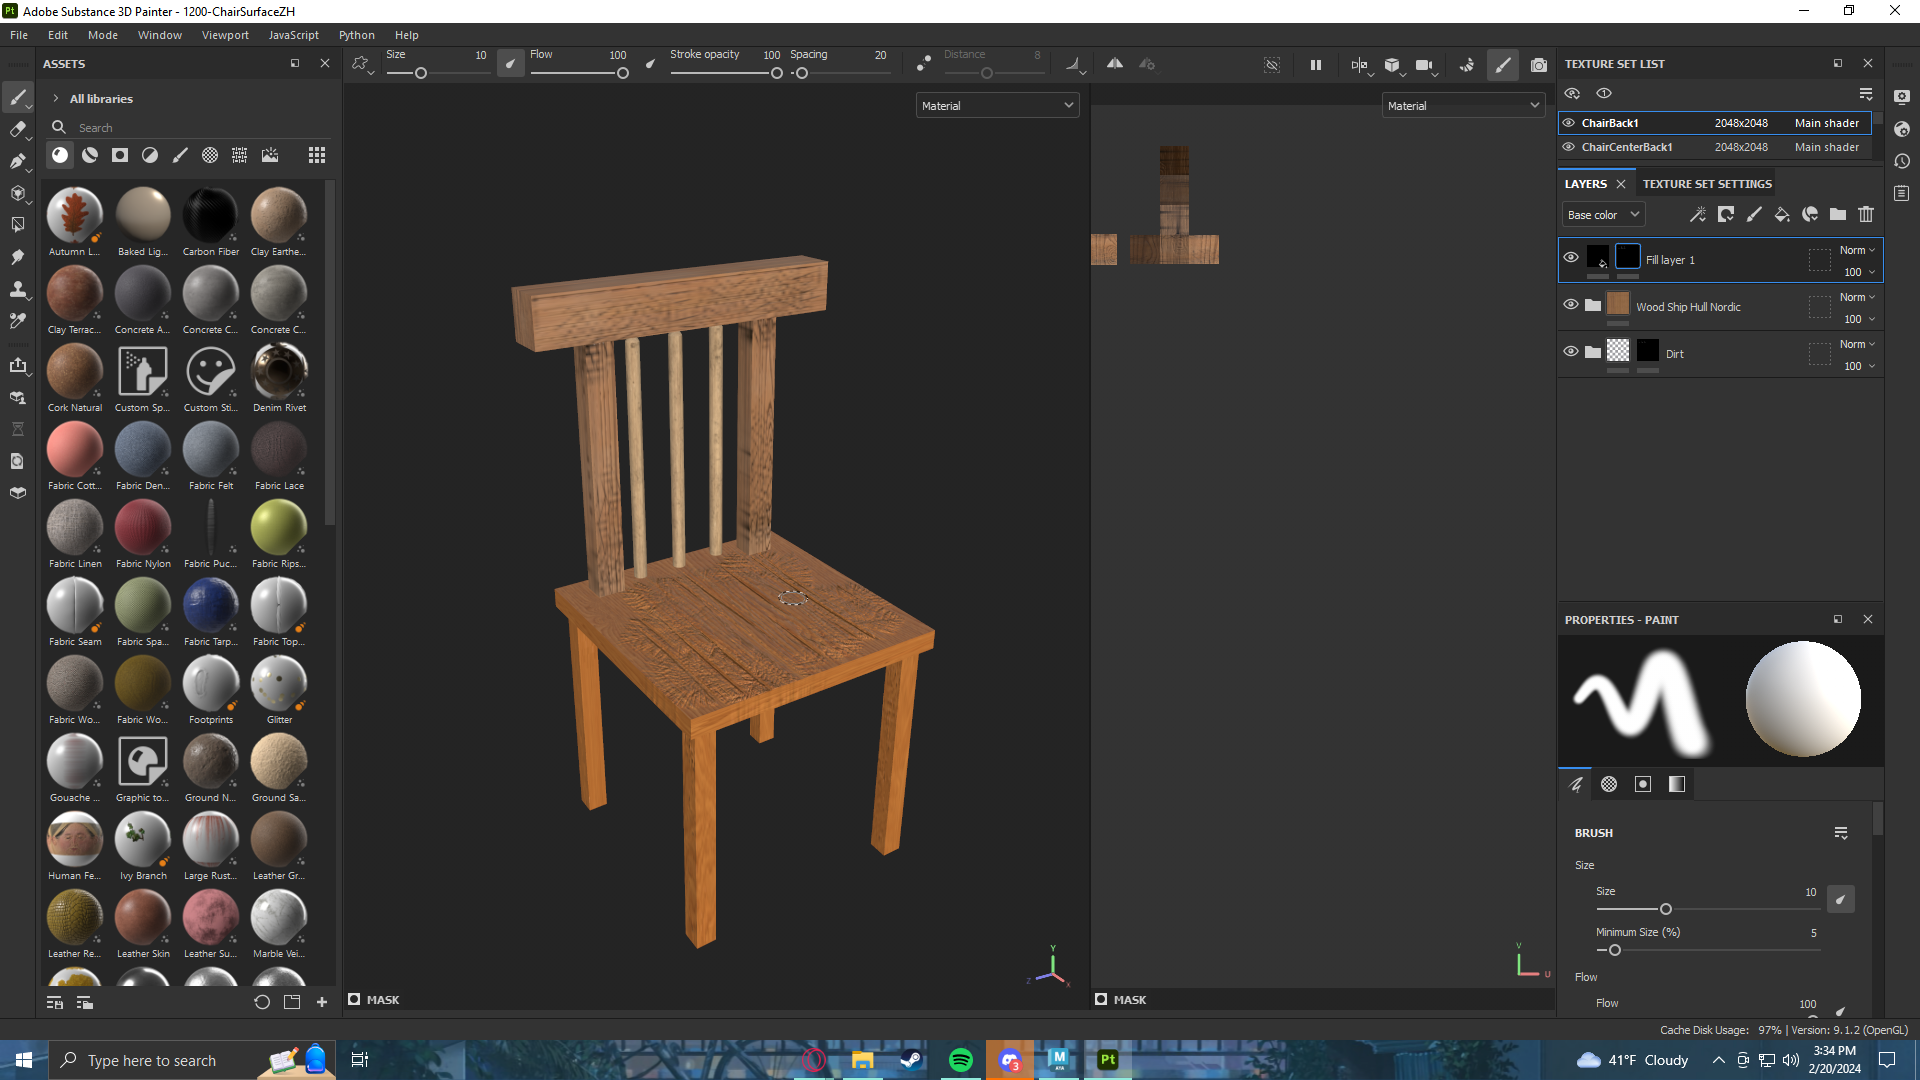 Pt Adobe Substance 3D Painter - 1200-ChairSurfaceZH
File Edit Mode Window Viewport JavaScript Python Help
Size 10 Flow 100 Stroke opacity 100 Spacing 20 Distance 8
ASSETS
All libraries
Search
Autumn L... Baked Lig... Carbon Fiber Clay Earthe...
Clay Terrac... Concrete A... Concrete C... Concrete C...
Cork Natural Custom Sp... Custom Sti... Denim Rivet
Fabric Cott... Fabric Den... Fabric Felt Fabric Lace
Fabric Linen Fabric Nylon Fabric Puc... Fabric Rips...
Fabric Seam Fabric Spa... Fabric Tarp... Fabric Top...
Fabric Wo... Fabric Wo... Footprints Glitter
Gouache ... Graphic to... Ground N... Ground Sa...
Human Fe... Ivy Branch Large Rust... Leather Gr...
Leather Re... Leather Skin Leather Su... Marble Vei...
Material
Y
Z
X
MASK
Material
V
U
MASK
TEXTURE SET LIST
ChairBack1 2048x2048 Main shader
ChairCenterBack1 2048x2048 Main shader
LAYERS TEXTURE SET SETTINGS
Base color
Fill layer 1 Norm
100
Wood Ship Hull Nordic Norm
100
Dirt Norm
100
PROPERTIES - PAINT
BRUSH
Size
Size 10
Minimum Size (%) 5
Flow
Flow 100
Cache Disk Usage: 97% | Version: 9.1.2 (OpenGL)
Type here to search
3
M
Pt
41°F Cloudy
3:34 PM
2/20/2024